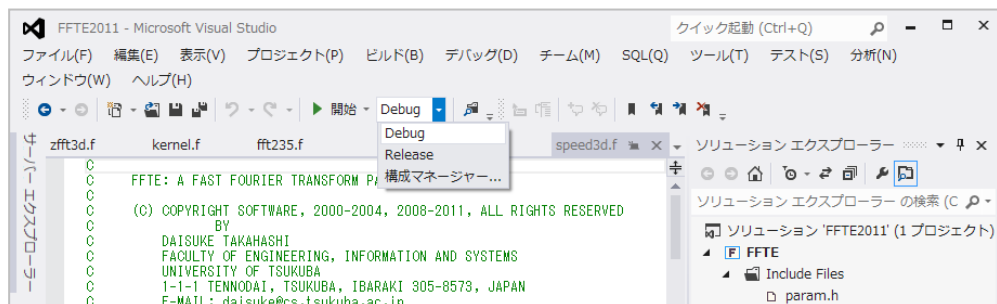 FFTE2011 - Microsoft Visual Studio
クイック起動 (Ctrl+Q)
ファイル(F) 編集(E) 表示(V) プロジェクト(P) ビルド(B) デバッグ(D) チーム(M) SQL(Q) ツール(T) テスト(S) 分析(N)
ウィンドウ(W) ヘルプ(H)
開始 Debug
Debug
Release
構成マネージャー...
サーバー エクスプローラー
zfft3d.f kernel.f fft235.f speed3d.f
C
C FFTE: A FAST FOURIER TRANSFORM
C
C (C) COPYRIGHT SOFTWARE, 2000-2004, 2008-2011, ALL RIGHTS RESERVED
C BY
C DAISUKE TAKAHASHI
C FACULTY OF ENGINEERING, INFORMATION AND SYSTEMS
C UNIVERSITY OF TSUKUBA
C 1-1-1 TENNODAI, TSUKUBA, IBARAKI 305-8573, JAPAN
C E-MAIL: daisuke@cs.tsukuba.ac.jp
ソリューション エクスプローラー
ソリューション エクスプローラー の検索 (C
ソリューション 'FFTE2011' (1 プロジェクト)
FFTE
Include Files
param.h